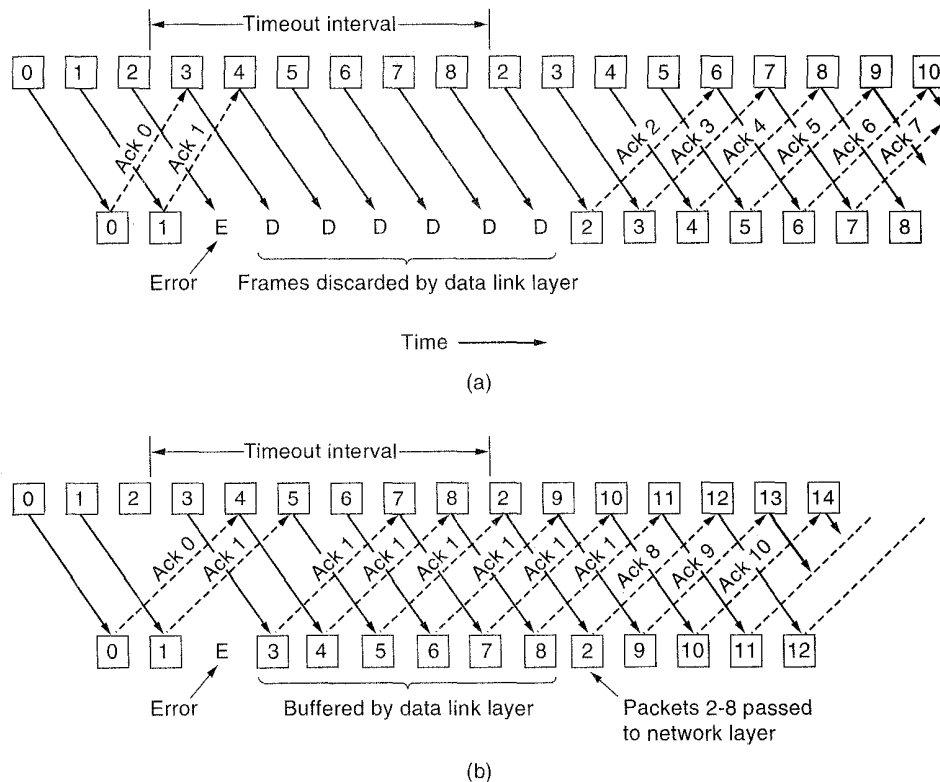 Timeout interval
0 1 2 3 4 5 6 7 8 2 3 4 5 6 7 8 9 10
Ack 0 Ack 1 Ack 2 Ack 3 Ack 4 Ack 5 Ack 6 Ack 7
0 1 E D D D D D D 2 3 4 5 6 7 8
Error
Frames discarded by data link layer
Time
(a)
Timeout interval
0 1 2 3 4 5 6 7 8 2 9 10 11 12 13 14
Ack 0 Ack 1 Ack 1 Ack 1 Ack 1 Ack 1 Ack 1 Ack 1 Ack 8 Ack 9 Ack 10
0 1 E 3 4 5 6 7 8 2 9 10 11 12
Error
Buffered by data link layer
Packets 2-8 passed
to network layer
(b)